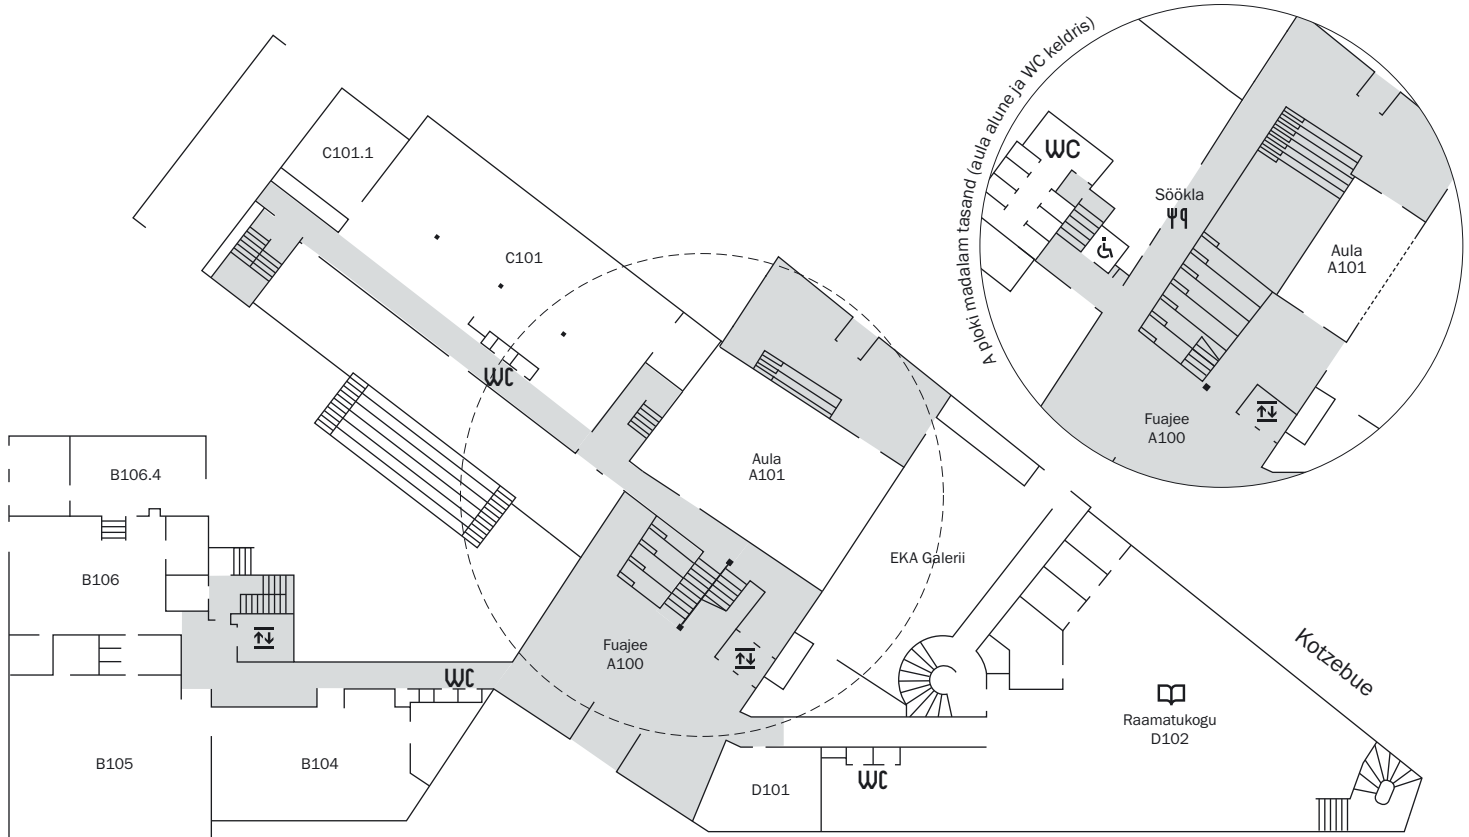 C101.1
C101
WC
Aula
A101
EKA Galerii
Fuajee
A100
B106.4
B106
B105
B104
WC
D101
WC
Raamatukogu
D102
Kotzebue
A ploki madalam tasand (aula alune ja WC keldris)
WC
Söökla
Aula
A101
Fuajee
A100